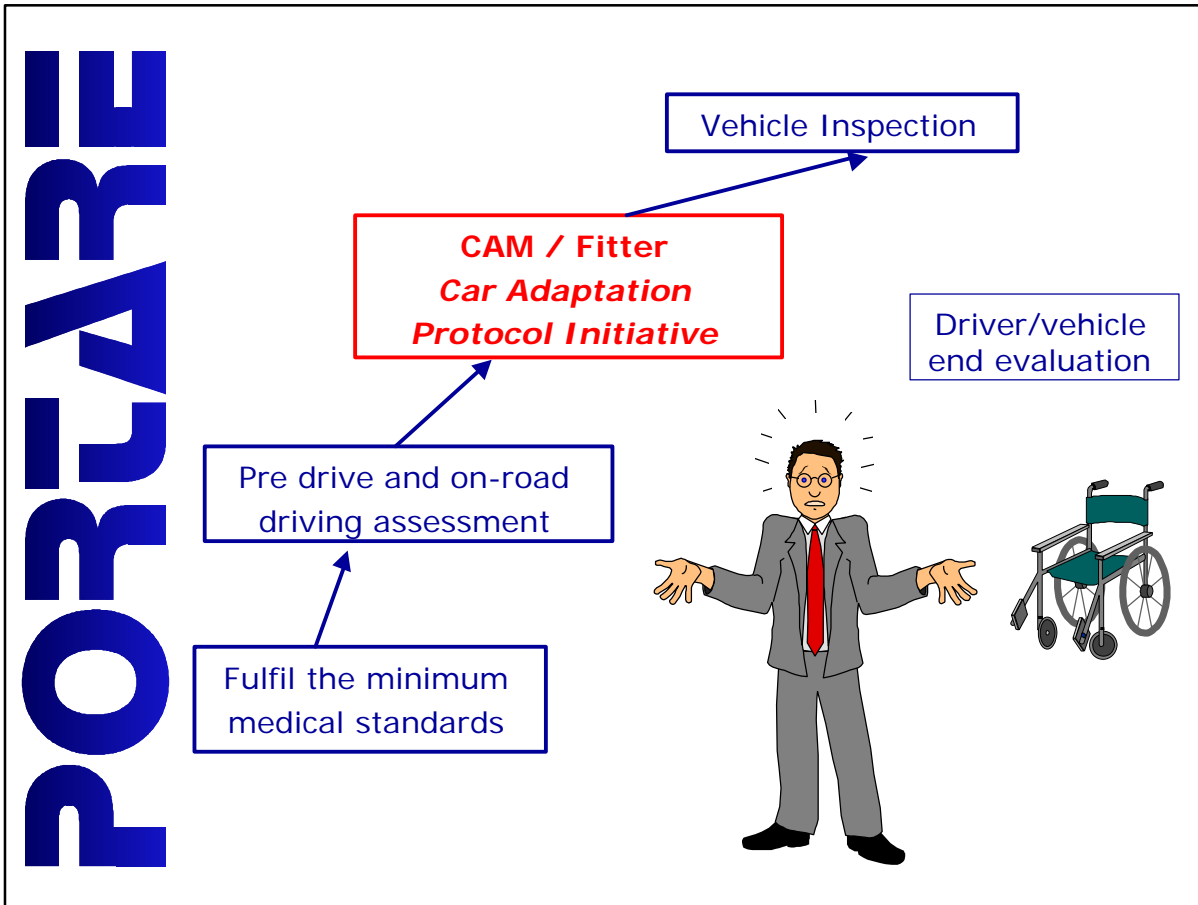 PORTARE
Vehicle Inspection
CAM / Fitter
Car Adaptation
Protocol Initiative
Driver/vehicle
end evaluation
Pre drive and on-road
driving assessment
Fulfil the minimum
medical standards